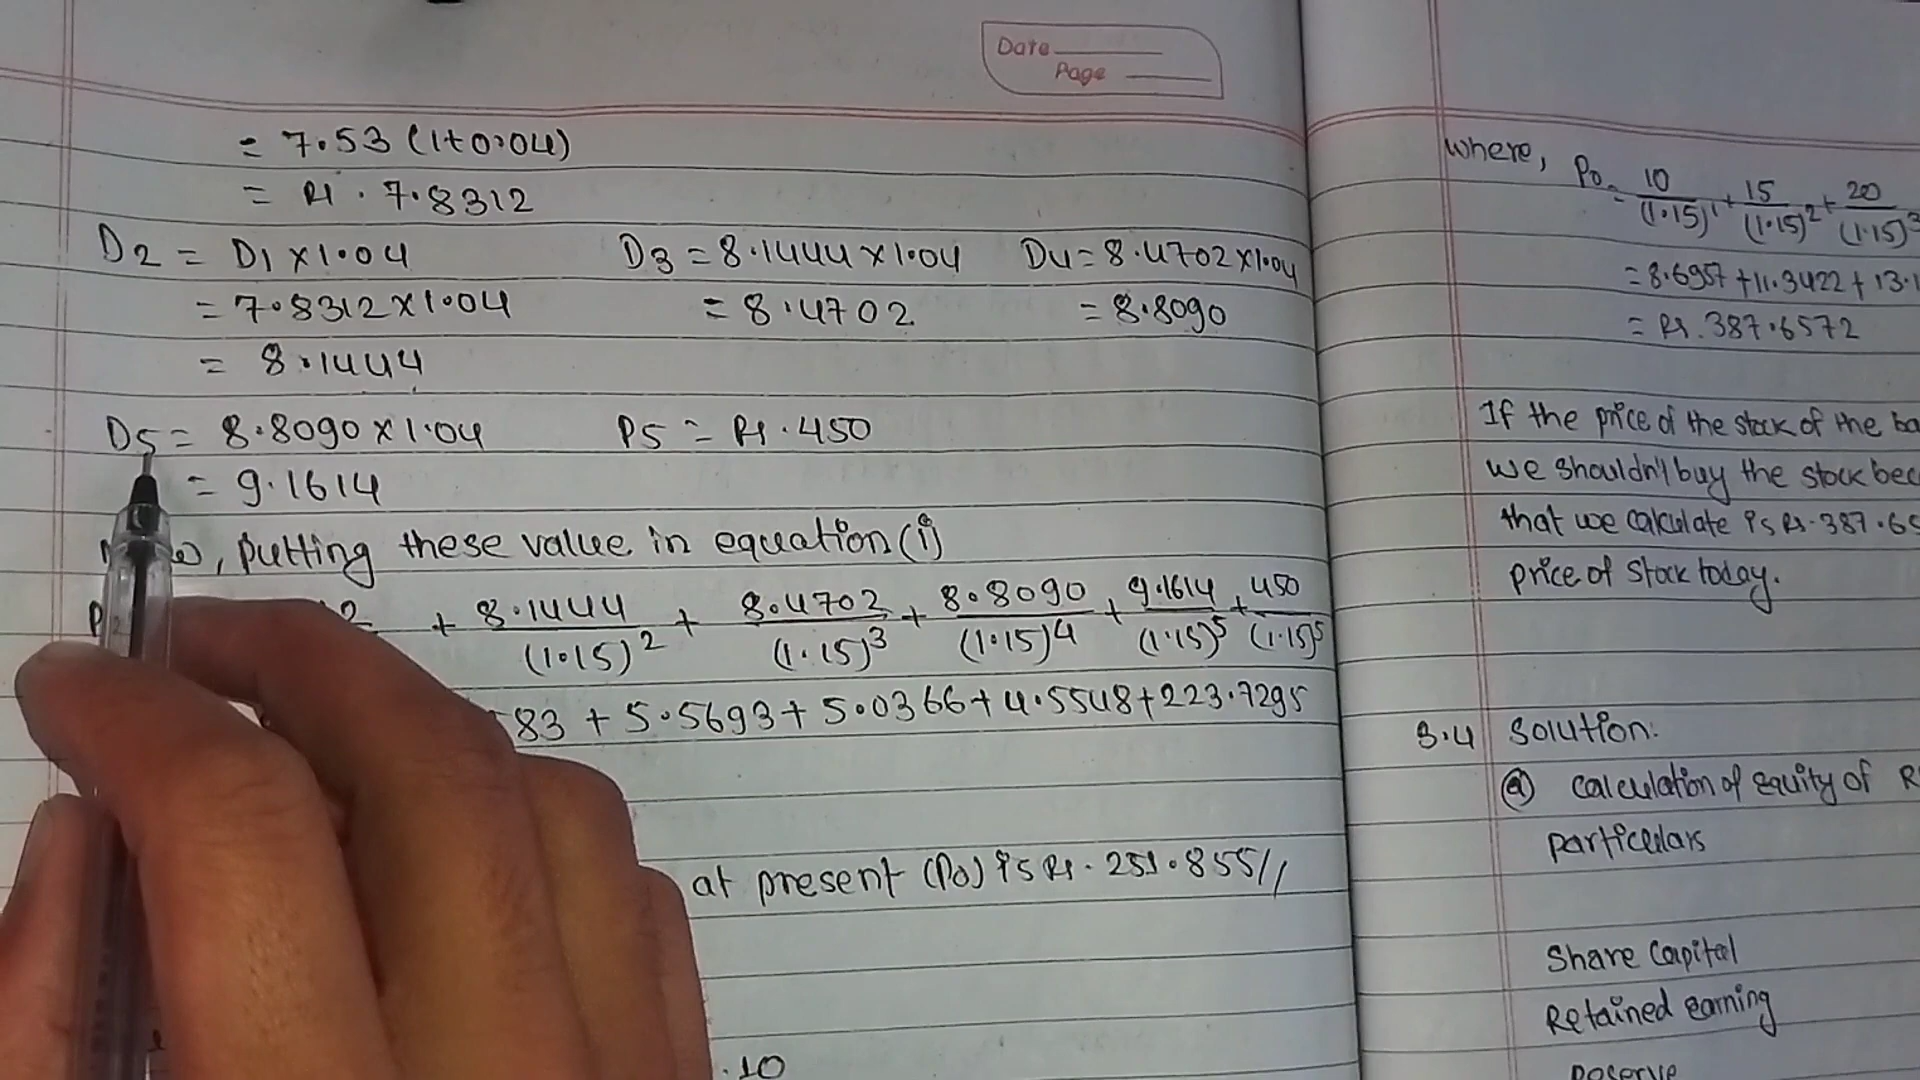 Date
Page
= 7.53 (1+0.04)
= Rs. 7.8312
D2 = D1 × 1.04
= 7.8312 × 1.04
= 8.1444
D3 = 8.1444 × 1.04
= 8.4702
D4 = 8.4702 × 1.04
= 8.8090
D5 = 8.8090 × 1.04
= 9.1614
P5 = Rs. 450
, putting these value in equation (i)
+ 8.1444/(1.15)^2 + 8.4702/(1.15)^3 + 8.8090/(1.15)^4 + 9.1614/(1.15)^5 + 450/(1.15)^5
83 + 5.5693 + 5.0366 + 4.5548 + 223.7295
at present (P0) is Rs. 251.855//
.10
where, P0 = 10/(1.15)^1 + 15/(1.15)^2 + 20/(1.15)^3
= 8.6957 + 11.3422 + 13.1
= Rs. 387.6572
If the price of the stock of the ba
we shouldn't buy the stock bec
that we calculate is Rs. 387.65
price of stock today.
3.4 Solution:
(a) calculation of equity of R
particulars
Share capital
Retained earning